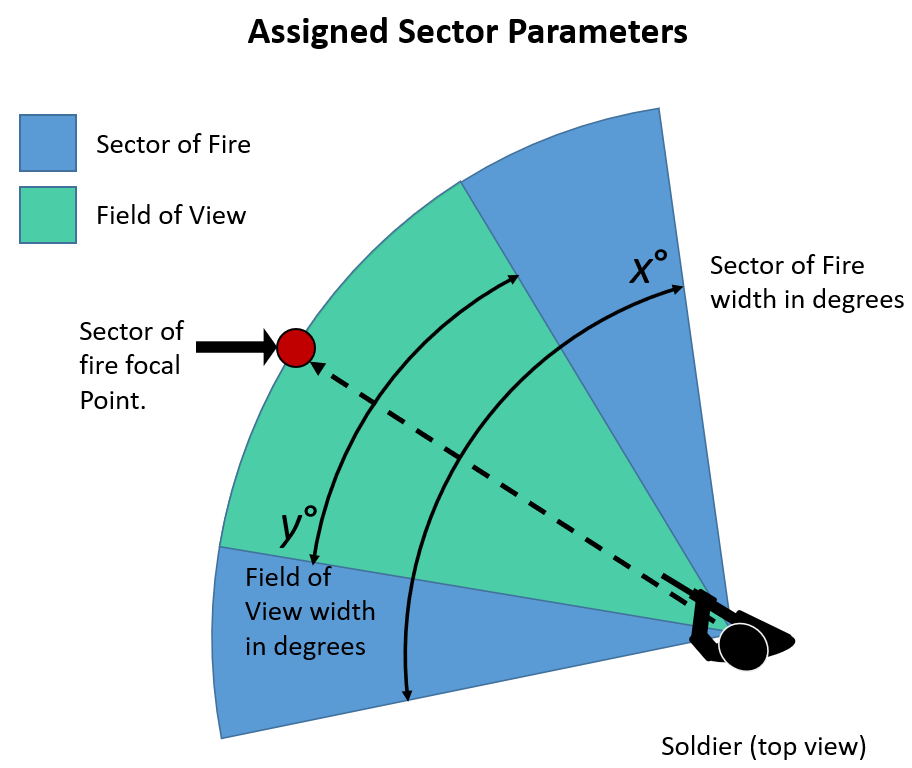 Assigned Sector Parameters
Sector of Fire
Field of View
x°
Sector of Fire
width in degrees
Sector of
fire focal
Point.
y°
Field of
View width
in degrees
Soldier (top view)